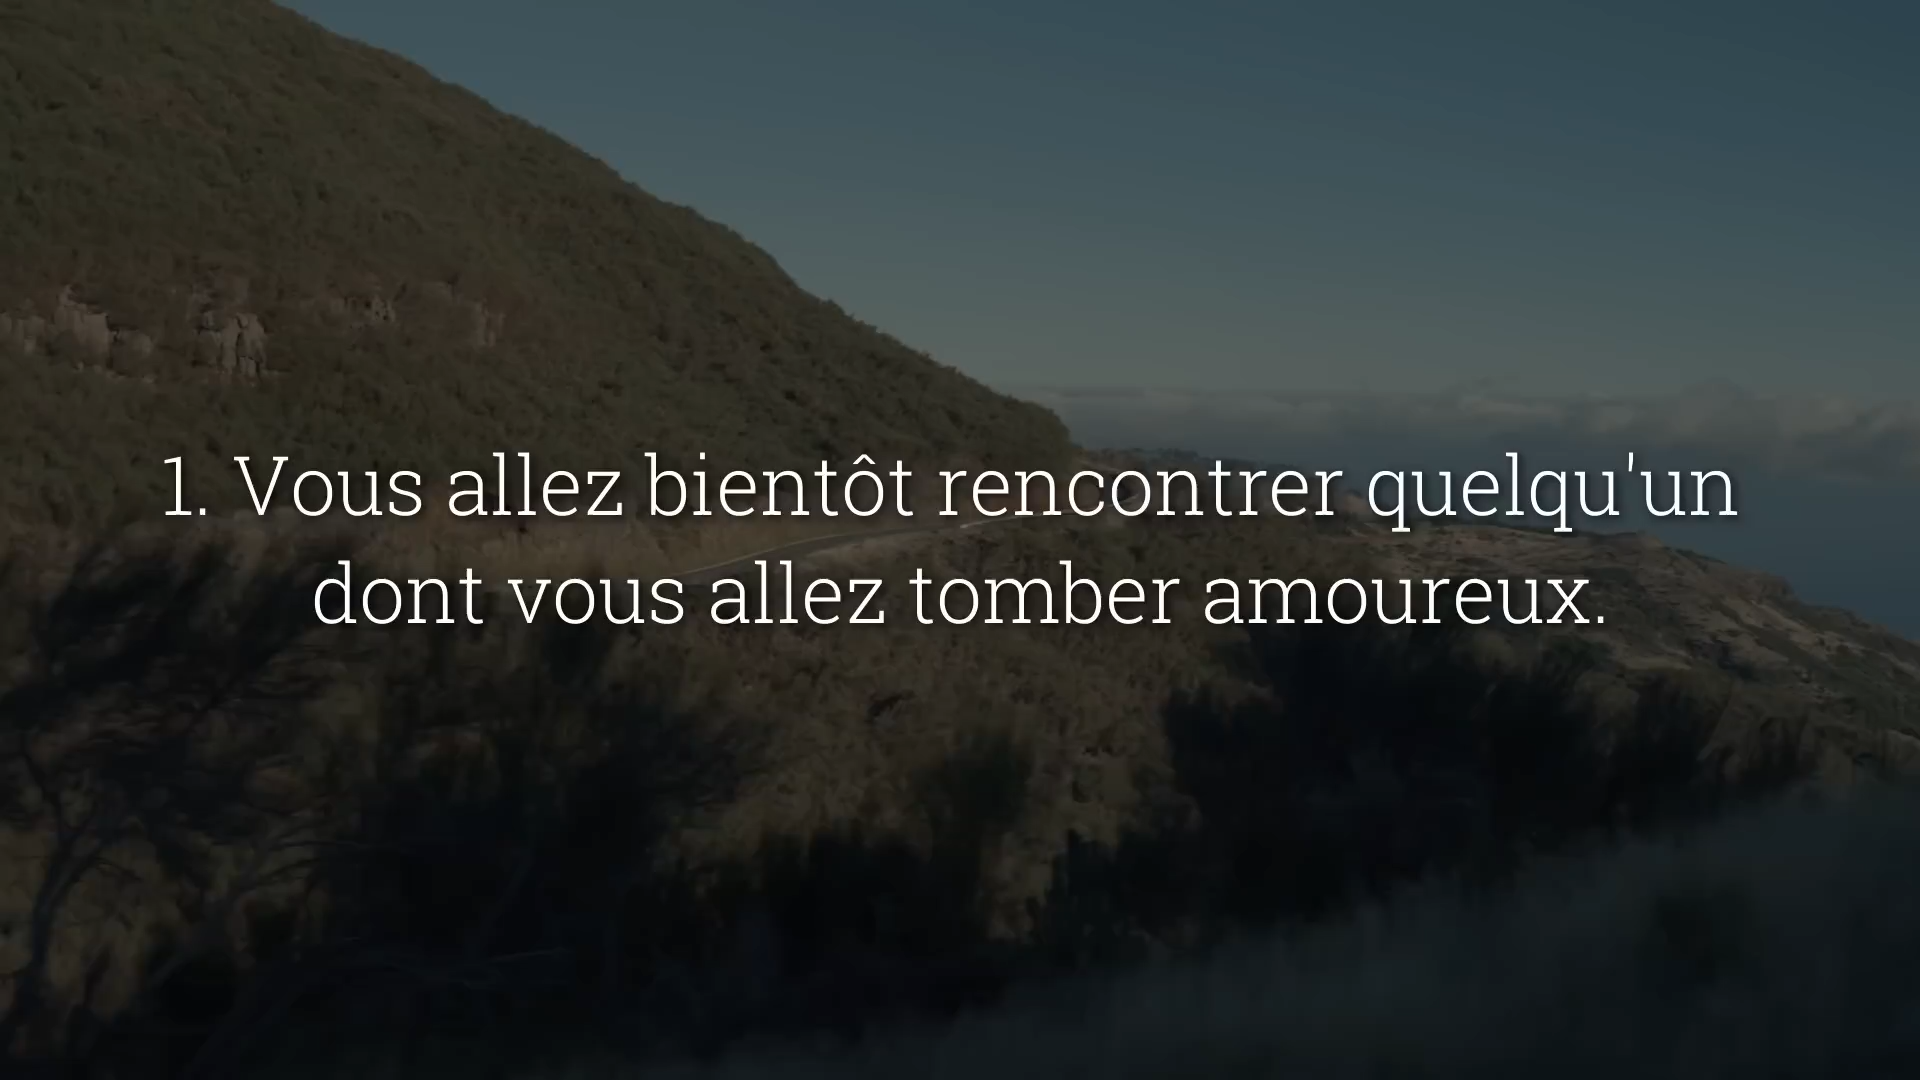 1. Vous allez bientôt rencontrer quelqu'un
dont vous allez tomber amoureux.